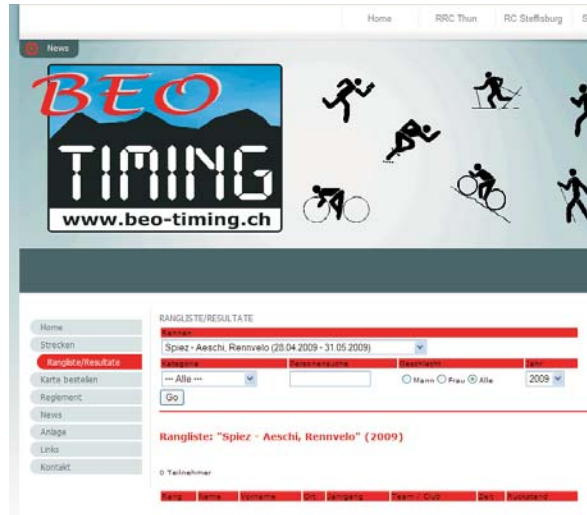 Home RRC Thun RC Steffisburg S
News
BEO
TIMING
www.beo-timing.ch
Home
Strecken
Rangliste/Resultate
Karte bestellen
Reglement
News
Anlage
Links
Kontakt
RANGLISTE/RESULTATE
Rennen
Spiez - Aeschi, Rennvelo (28.04.2009 - 31.05.2009)
Kategorie Personensuche Geschlecht Jahr
--- Alle --- Mann Frau Alle 2009
Go
Rangliste: "Spiez - Aeschi, Rennvelo" (2009)
0 Teilnehmer
Rang Name Vorname Ort Jahrgang Team / Club Zeit Rückstand